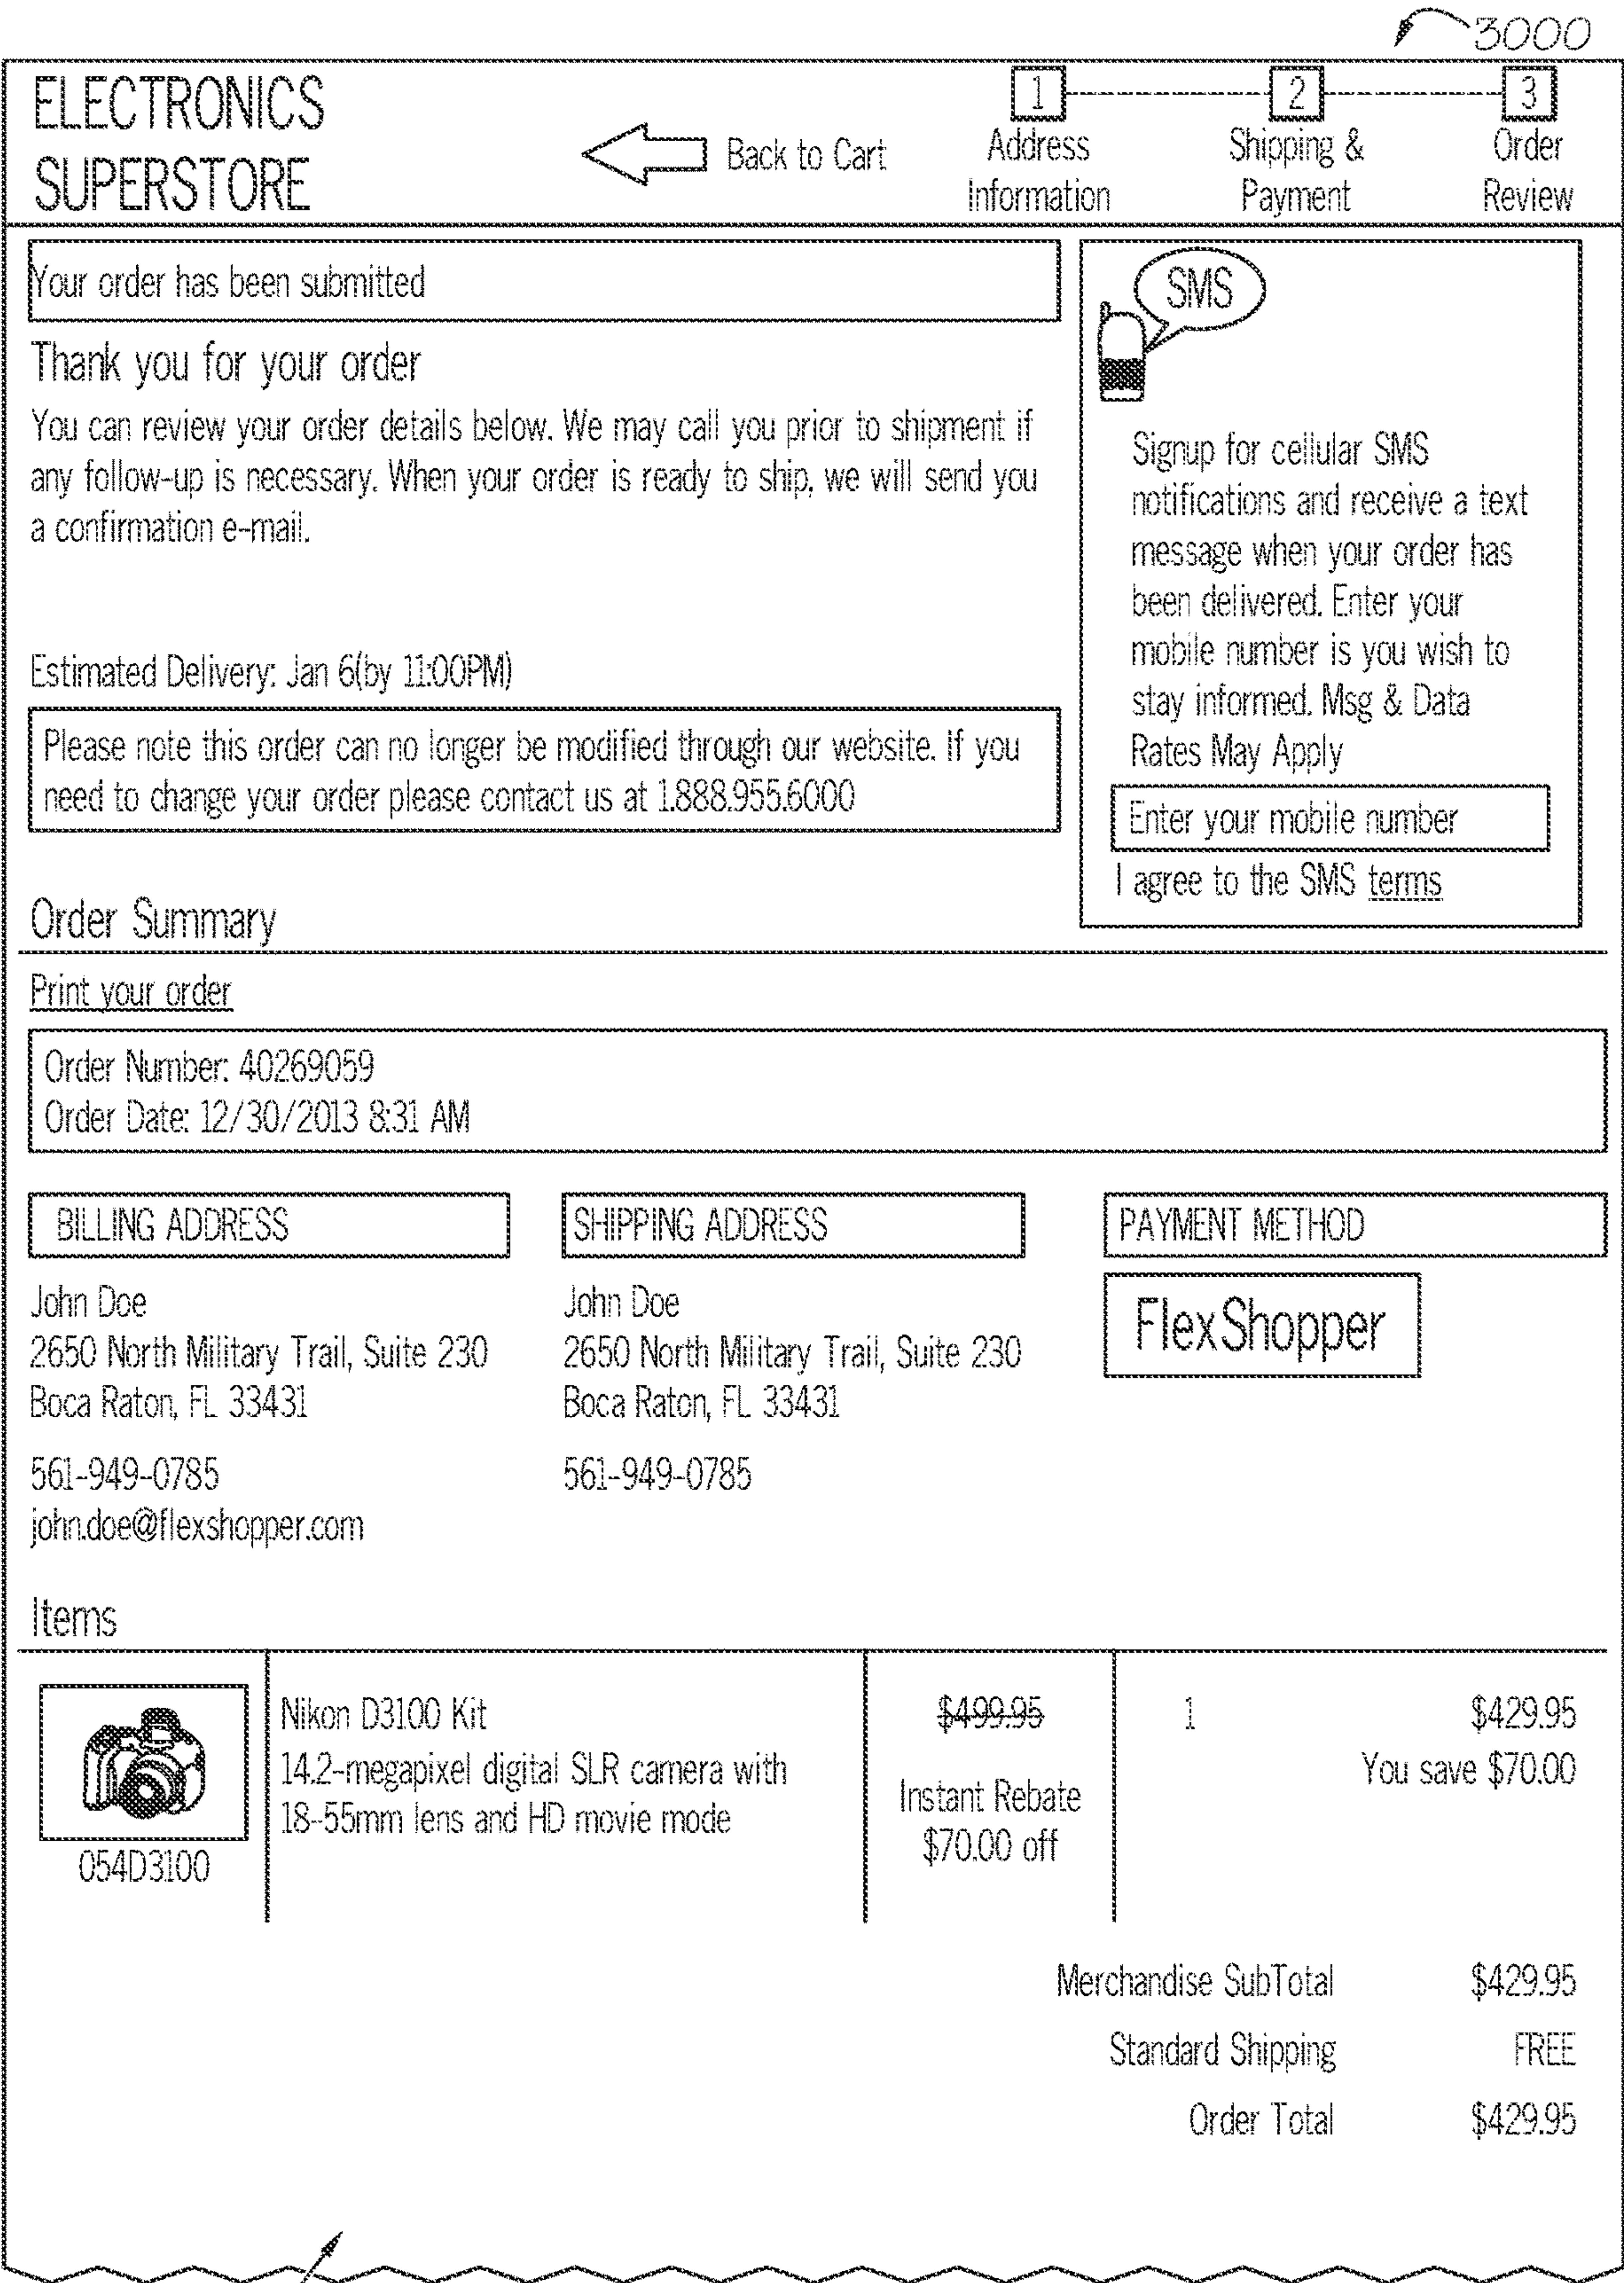 3000
ELECTRONICS
SUPERSTORE
Back to Cart
1
Address
Information
2
Shipping &
Payment
3
Order
Review
Your order has been submitted
Thank you for your order
You can review your order details below. We may call you prior to shipment if
any follow-up is necessary. When your order is ready to ship, we will send you
a confirmation e-mail.
Estimated Delivery: Jan 6(by 11:00PM)
Please note this order can no longer be modified through our website. If you
need to change your order please contact us at 1.888.955.6000
SMS
Signup for cellular SMS
notifications and receive a text
message when your order has
been delivered. Enter your
mobile number is you wish to
stay informed. Msg & Data
Rates May Apply
Enter your mobile number
I agree to the SMS terms
Order Summary
Print your order
Order Number: 40269059
Order Date: 12/30/2013 8:31 AM
BILLING ADDRESS
John Doe
2650 North Military Trail, Suite 230
Boca Raton, FL 33431
561-949-0785
john.doe@flexshopper.com
SHIPPING ADDRESS
John Doe
2650 North Military Trail, Suite 230
Boca Raton, FL 33431
561-949-0785
PAYMENT METHOD
FlexShopper
Items
054D3100
Nikon D3100 Kit
14.2-megapixel digital SLR camera with
18-55mm lens and HD movie mode
$499.95
Instant Rebate
$70.00 off
1
$429.95
You save $70.00
Merchandise SubTotal $429.95
Standard Shipping FREE
Order Total $429.95